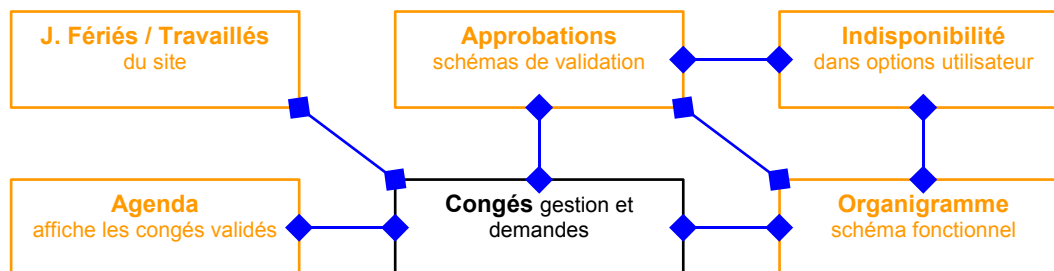 J. Fériés / Travaillés
du site
Approbations
schémas de validation
Indisponibilité
dans options utilisateur
Agenda
affiche les congés validés
Congés gestion et
demandes
Organigramme
schéma fonctionnel